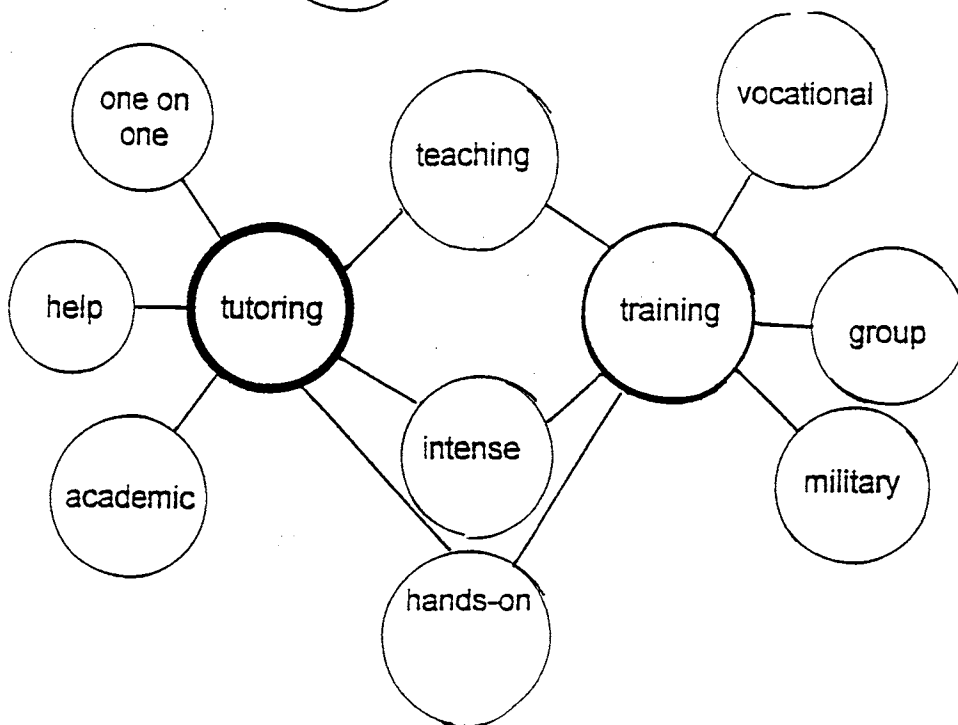 one on
one
teaching
vocational
help
tutoring
training
group
academic
intense
military
hands-on